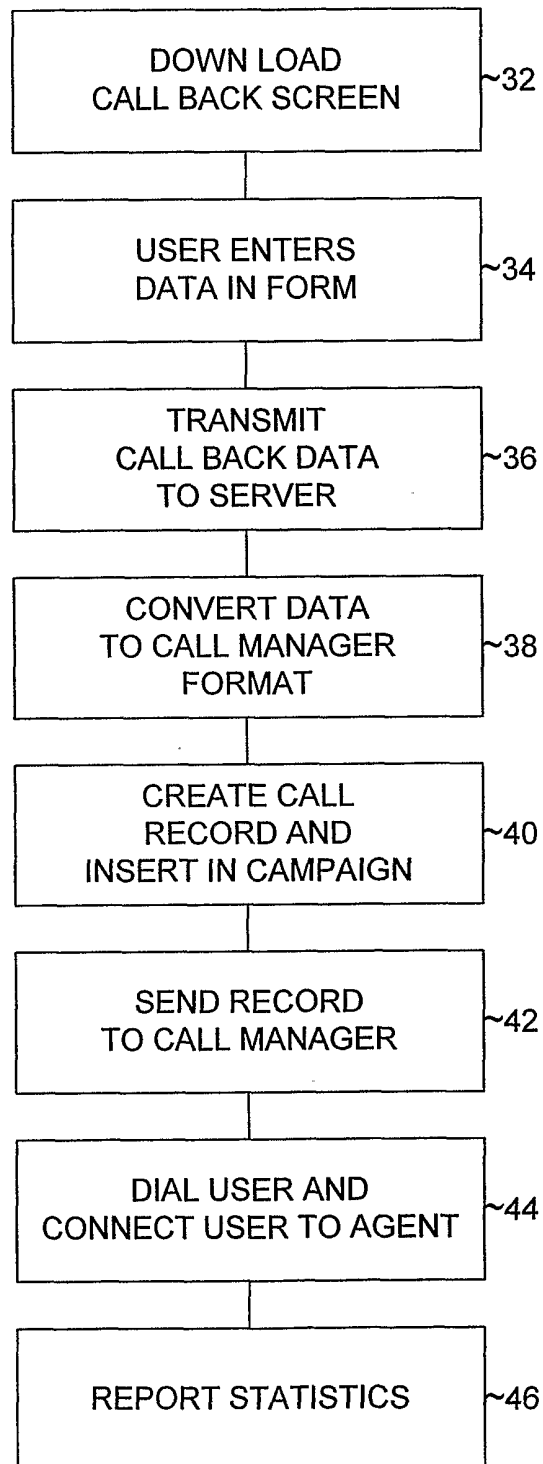 DOWN LOAD
CALL BACK SCREEN
~32
USER ENTERS
DATA IN FORM
~34
TRANSMIT
CALL BACK DATA
TO SERVER
~36
CONVERT DATA
TO CALL MANAGER
FORMAT
~38
CREATE CALL
RECORD AND
INSERT IN CAMPAIGN
~40
SEND RECORD
TO CALL MANAGER
~42
DIAL USER AND
CONNECT USER TO AGENT
~44
REPORT STATISTICS
~46